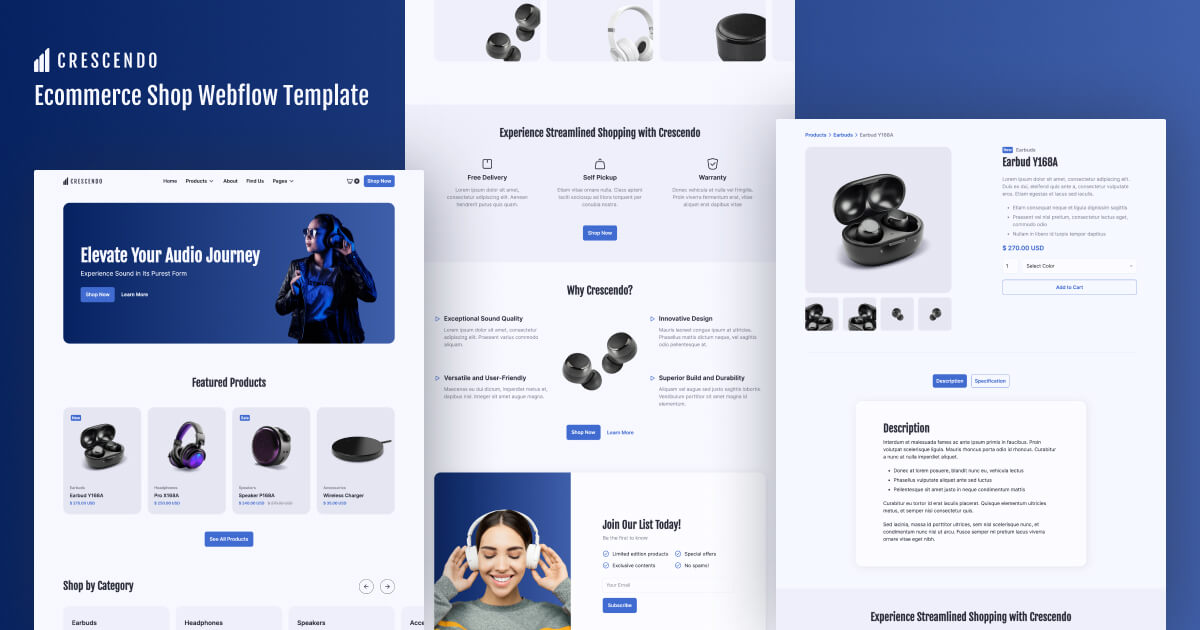 CRESCENDO
Ecommerce Shop Webflow Template
CRESCENDO
Home
Products
About
Find Us
Pages
Shop Now
Elevate Your Audio Journey
Experience Sound in Its Purest Form
Shop Now
Learn More
Featured Products
New
Earbuds
Earbud Y168A
$ 270.00 USD
Headphones
Pro X168A
$ 250.00 USD
Sale
Speakers
Speaker P168A
$ 240.00 USD
Accessories
Wireless Charger
$ 35.00 USD
See All Products
Shop by Category
Earbuds
Headphones
Speakers
Acce
Experience Streamlined Shopping with Crescendo
Free Delivery
Lorem ipsum dolor sit amet,
consectetur adipiscing elit. Aenean
hendrerit purus quis quam.
Self Pickup
Etiam vitae ornare nulla. Class aptent
taciti sociosqu ad litora torquent per
conubia nostra.
Warranty
Donec vehicula at nulla vel fringilla.
Proin viverra fermentum erat, vitae
aliquet erat dapibus vitae
Shop Now
Why Crescendo?
Exceptional Sound Quality
Lorem ipsum dolor sit amet, consectetur
adipiscing elit. Praesent varius commodo
aliquam.
Innovative Design
Mauris laoreet congue ipsum at ultricies.
Phasellus mattis dictum neque, vel sagittis
odio pellentesque at.
Versatile and User-Friendly
Maecenas eu dui dictum, imperdiet metus et,
dapibus nisl. Integer sit amet augue magna.
Superior Build and Durability
Aliquam vel augue sed justo sagittis lobortis.
Vestibulum porttitor sit amet magna id
elementum.
Shop Now
Learn More
Join Our List Today!
Be the first to know
Limited edition products
Special offers
Exclusive contents
No spams!
Your Email
Subscribe
Products > Earbuds > Earbud Y168A
New
Earbuds
Earbud Y168A
Lorem ipsum dolor sit amet, consectetur adipiscing elit.
Duis ex dui, eleifend quis ante a, consectetur vulputate
arcu. Etiam egestas at lacus sed iaculis.
Etiam consequat neque et ligula dignissim sagittis
Praesent vel nisl pretium, consectetur lectus eget,
commodo odio
Nullam in libero id turpis tempor dapibus
$ 270.00 USD
1
Select Color
Add to Cart
Description
Specification
Description
Interdum et malesuada fames ac ante ipsum primis in faucibus. Proin
volutpat scelerisque ligula. Mauris rhoncus porta odio id rhoncus. Curabitur
a nunc at nulla imperdiet aliquet.
Donec at lorem posuere, blandit nunc eu, vehicula lectus
Phasellus vulputate aliquet ante sed luctus
Pellentesque sit amet justo in neque condimentum mattis
Curabitur eu tortor id erat iaculis placerat. Quisque elementum ultricies
metus, et semper nisi consectetur quis.
Sed lacinia, massa id porttitor ultrices, sem nisl scelerisque nunc, et
condimentum nunc nisl ut arcu. Fusce semper mi pretium lacus viverra
ornare vitae eget nibh.
Experience Streamlined Shopping with Crescendo